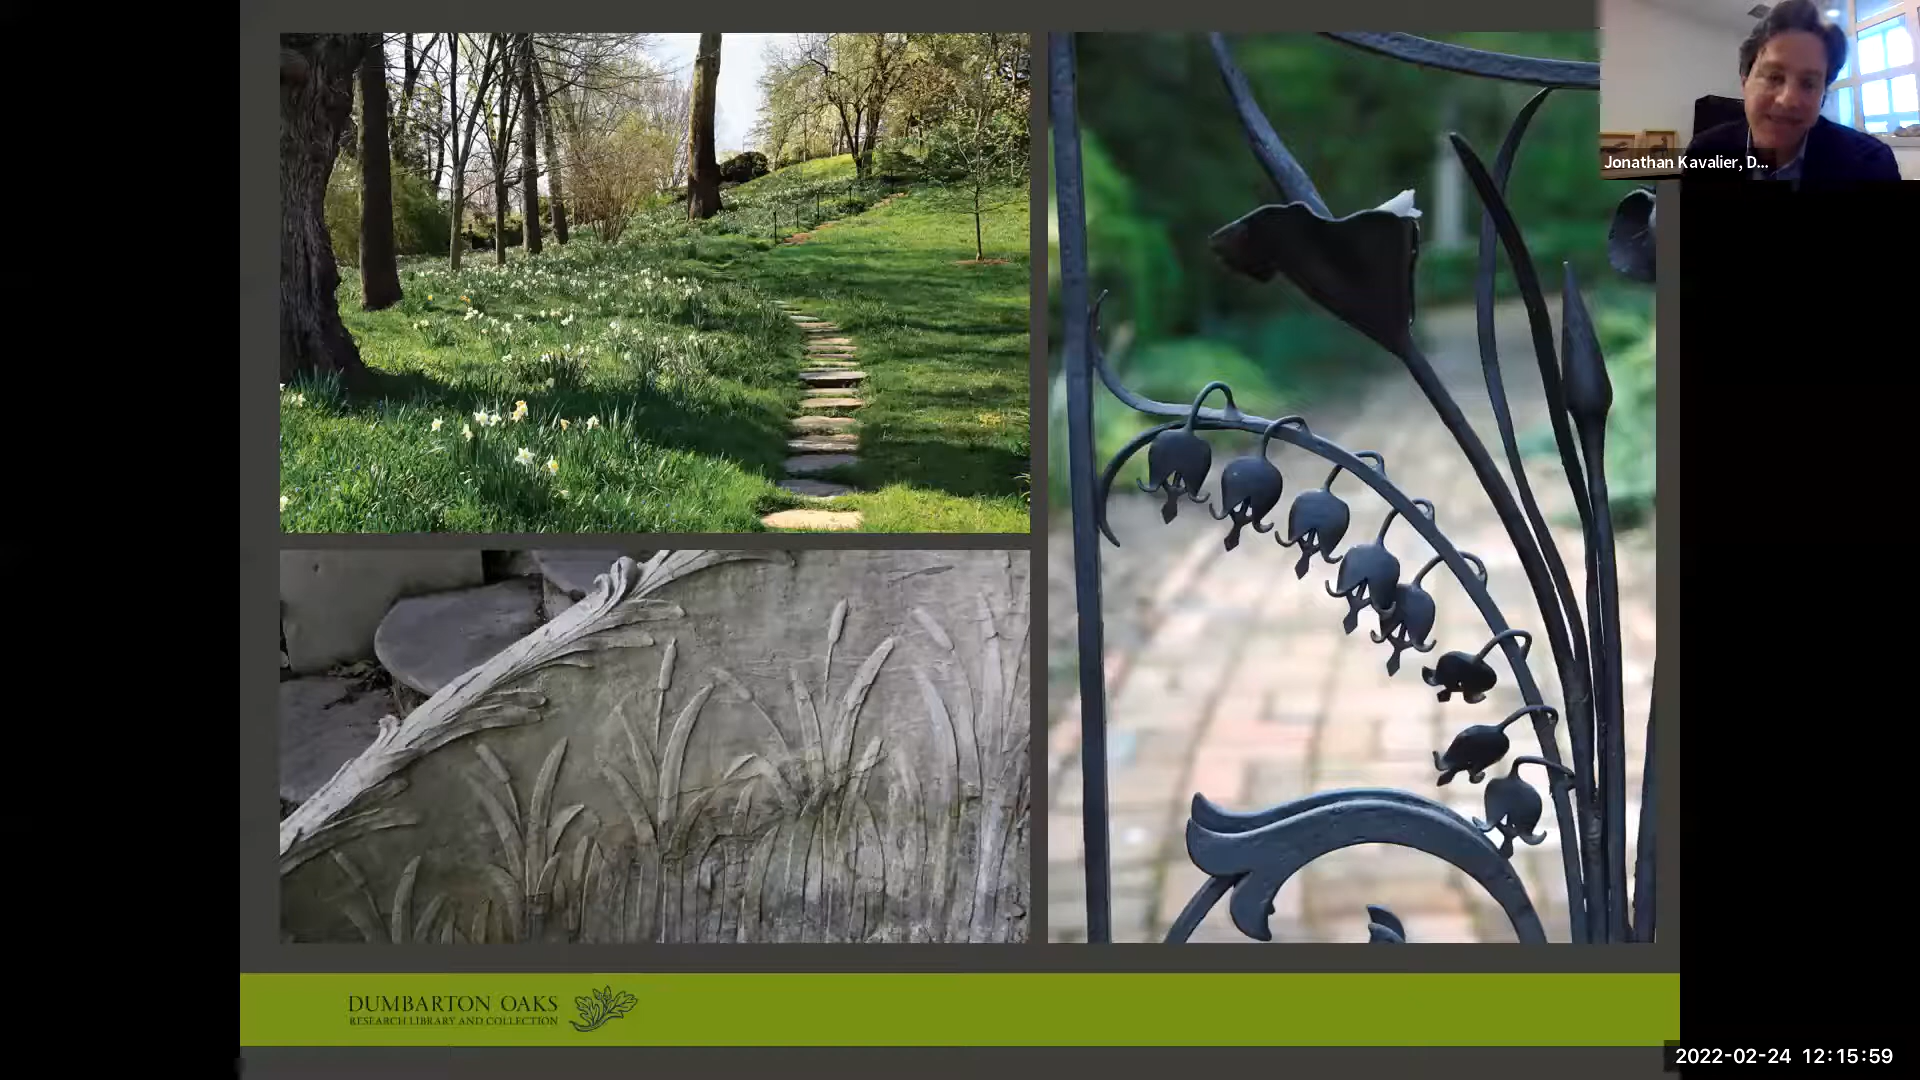 Jonathan Kavalier, D...
DUMBARTON OAKS
RESEARCH LIBRARY AND COLLECTION
2022-02-24 12:15:59